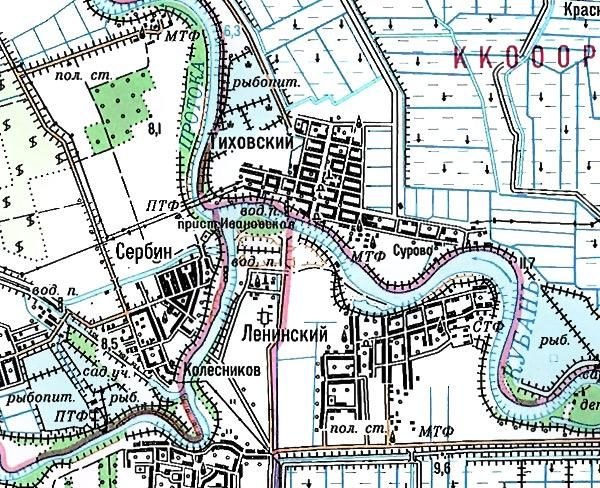 Крас
МТФ
6,3
ККОООР
пол. ст.
рыбопит.
8,1
ПРОТОКА
Тиховский
ПТФ
вод. п.
прист. Ивановская
Сербин
вод. п.
Сурово
МТФ
11,7
вод. п.
8
КУБАНЬ
Ленинский
СТФ
8,5
рыб.
сад. уч.
Колесников
рыбопит.
рыб.
ПТФ
дет
пол. ст.
МТФ
9,6